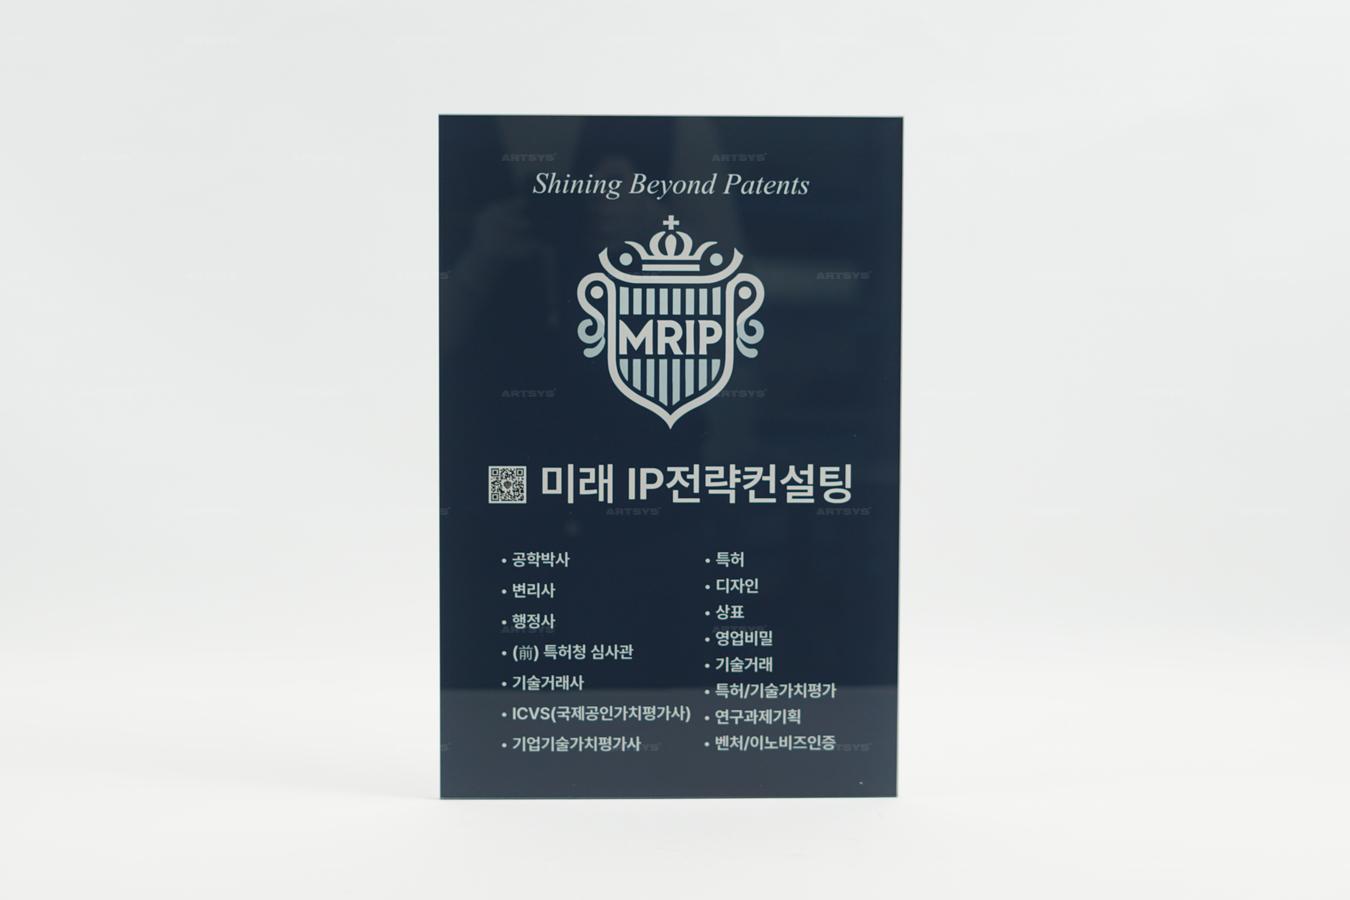 Shining Beyond Patents
MRIP
미래 IP전략컨설팅
• 공학박사
• 변리사
• 행정사
• (前) 특허청 심사관
• 기술거래사
• ICVS(국제공인가치평가사)
• 기업기술가치평가사
• 특허
• 디자인
• 상표
• 영업비밀
• 기술거래
• 특허/기술가치평가
• 연구과제기획
• 벤처/이노비즈인증
ARTSYS